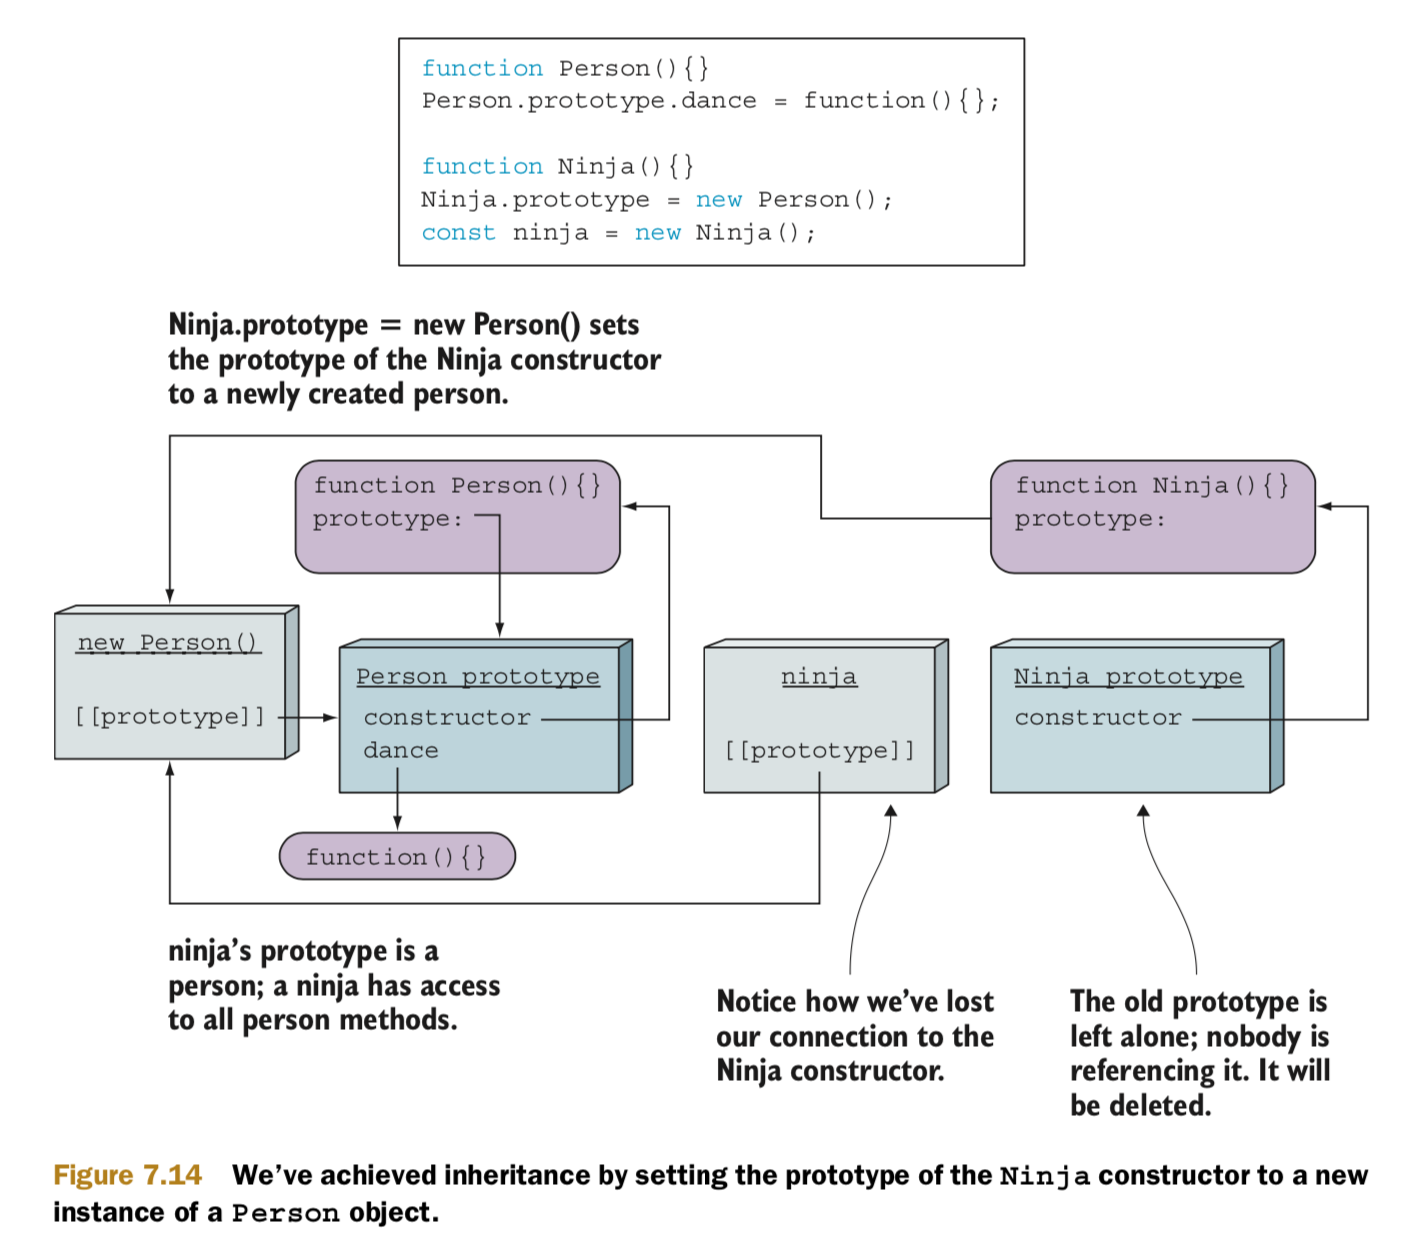 function Person(){}
Person.prototype.dance = function(){};
function Ninja(){}
Ninja.prototype = new Person();
const ninja = new Ninja();
Ninja.prototype = new Person() sets
the prototype of the Ninja constructor
to a newly created person.
function Person(){}
prototype:
function Ninja(){}
prototype:
new Person()
[[prototype]]
Person prototype
constructor
dance
ninja
[[prototype]]
Ninja prototype
constructor
function(){}
ninja’s prototype is a
person; a ninja has access
to all person methods.
Notice how we’ve lost
our connection to the
Ninja constructor.
The old prototype is
left alone; nobody is
referencing it. It will
be deleted.
Figure 7.14 We’ve achieved inheritance by setting the prototype of the Ninja constructor to a new
instance of a Person object.